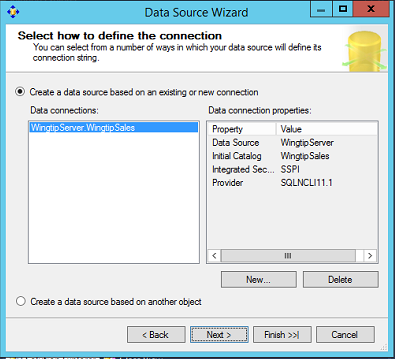 Data Source Wizard
Select how to define the connection
You can select from a number of ways in which your data source will define its
connection string.
Create a data source based on an existing or new connection
Data connections:
Data connection properties:
WingtipServer.WingtipSales
Property Value
Data Source WingtipServer
Initial Catalog WingtipSales
Integrated Sec... SSPI
Provider SQLNCLI11.1
New... Delete
Create a data source based on another object
< Back Next > Finish >>| Cancel